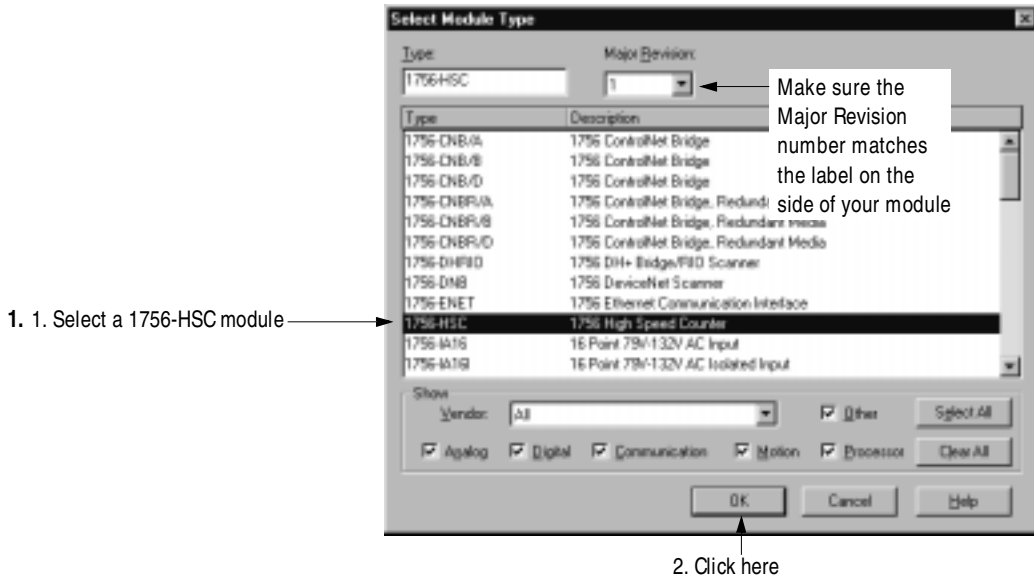 Select Module Type
Type:
Major Revision:
1756-HSC
1
Make sure the
Major Revision
number matches
the label on the
side of your module
Type Description
1756-CNB/A 1756 ControlNet Bridge
1756-CNB/B 1756 ControlNet Bridge
1756-CNB/D 1756 ControlNet Bridge
1756-CNBR/A 1756 ControlNet Bridge, Redundant
1756-CNBR/B 1756 ControlNet Bridge, Redundant Media
1756-CNBR/D 1756 ControlNet Bridge, Redundant Media
1756-DHRIO 1756 DH+ Bridge/RIO Scanner
1756-DNB 1756 DeviceNet Scanner
1756-ENET 1756 Ethernet Communication Interface
1. 1. Select a 1756-HSC module
1756-HSC 1756 High Speed Counter
1756-IA16 16 Point 79V-132V AC Input
1756-IA16I 16 Point 79V-132V AC Isolated Input
Show
Vendor: All Other Select All
Analog Digital Communication Motion Processor Clear All
OK Cancel Help
2. Click here